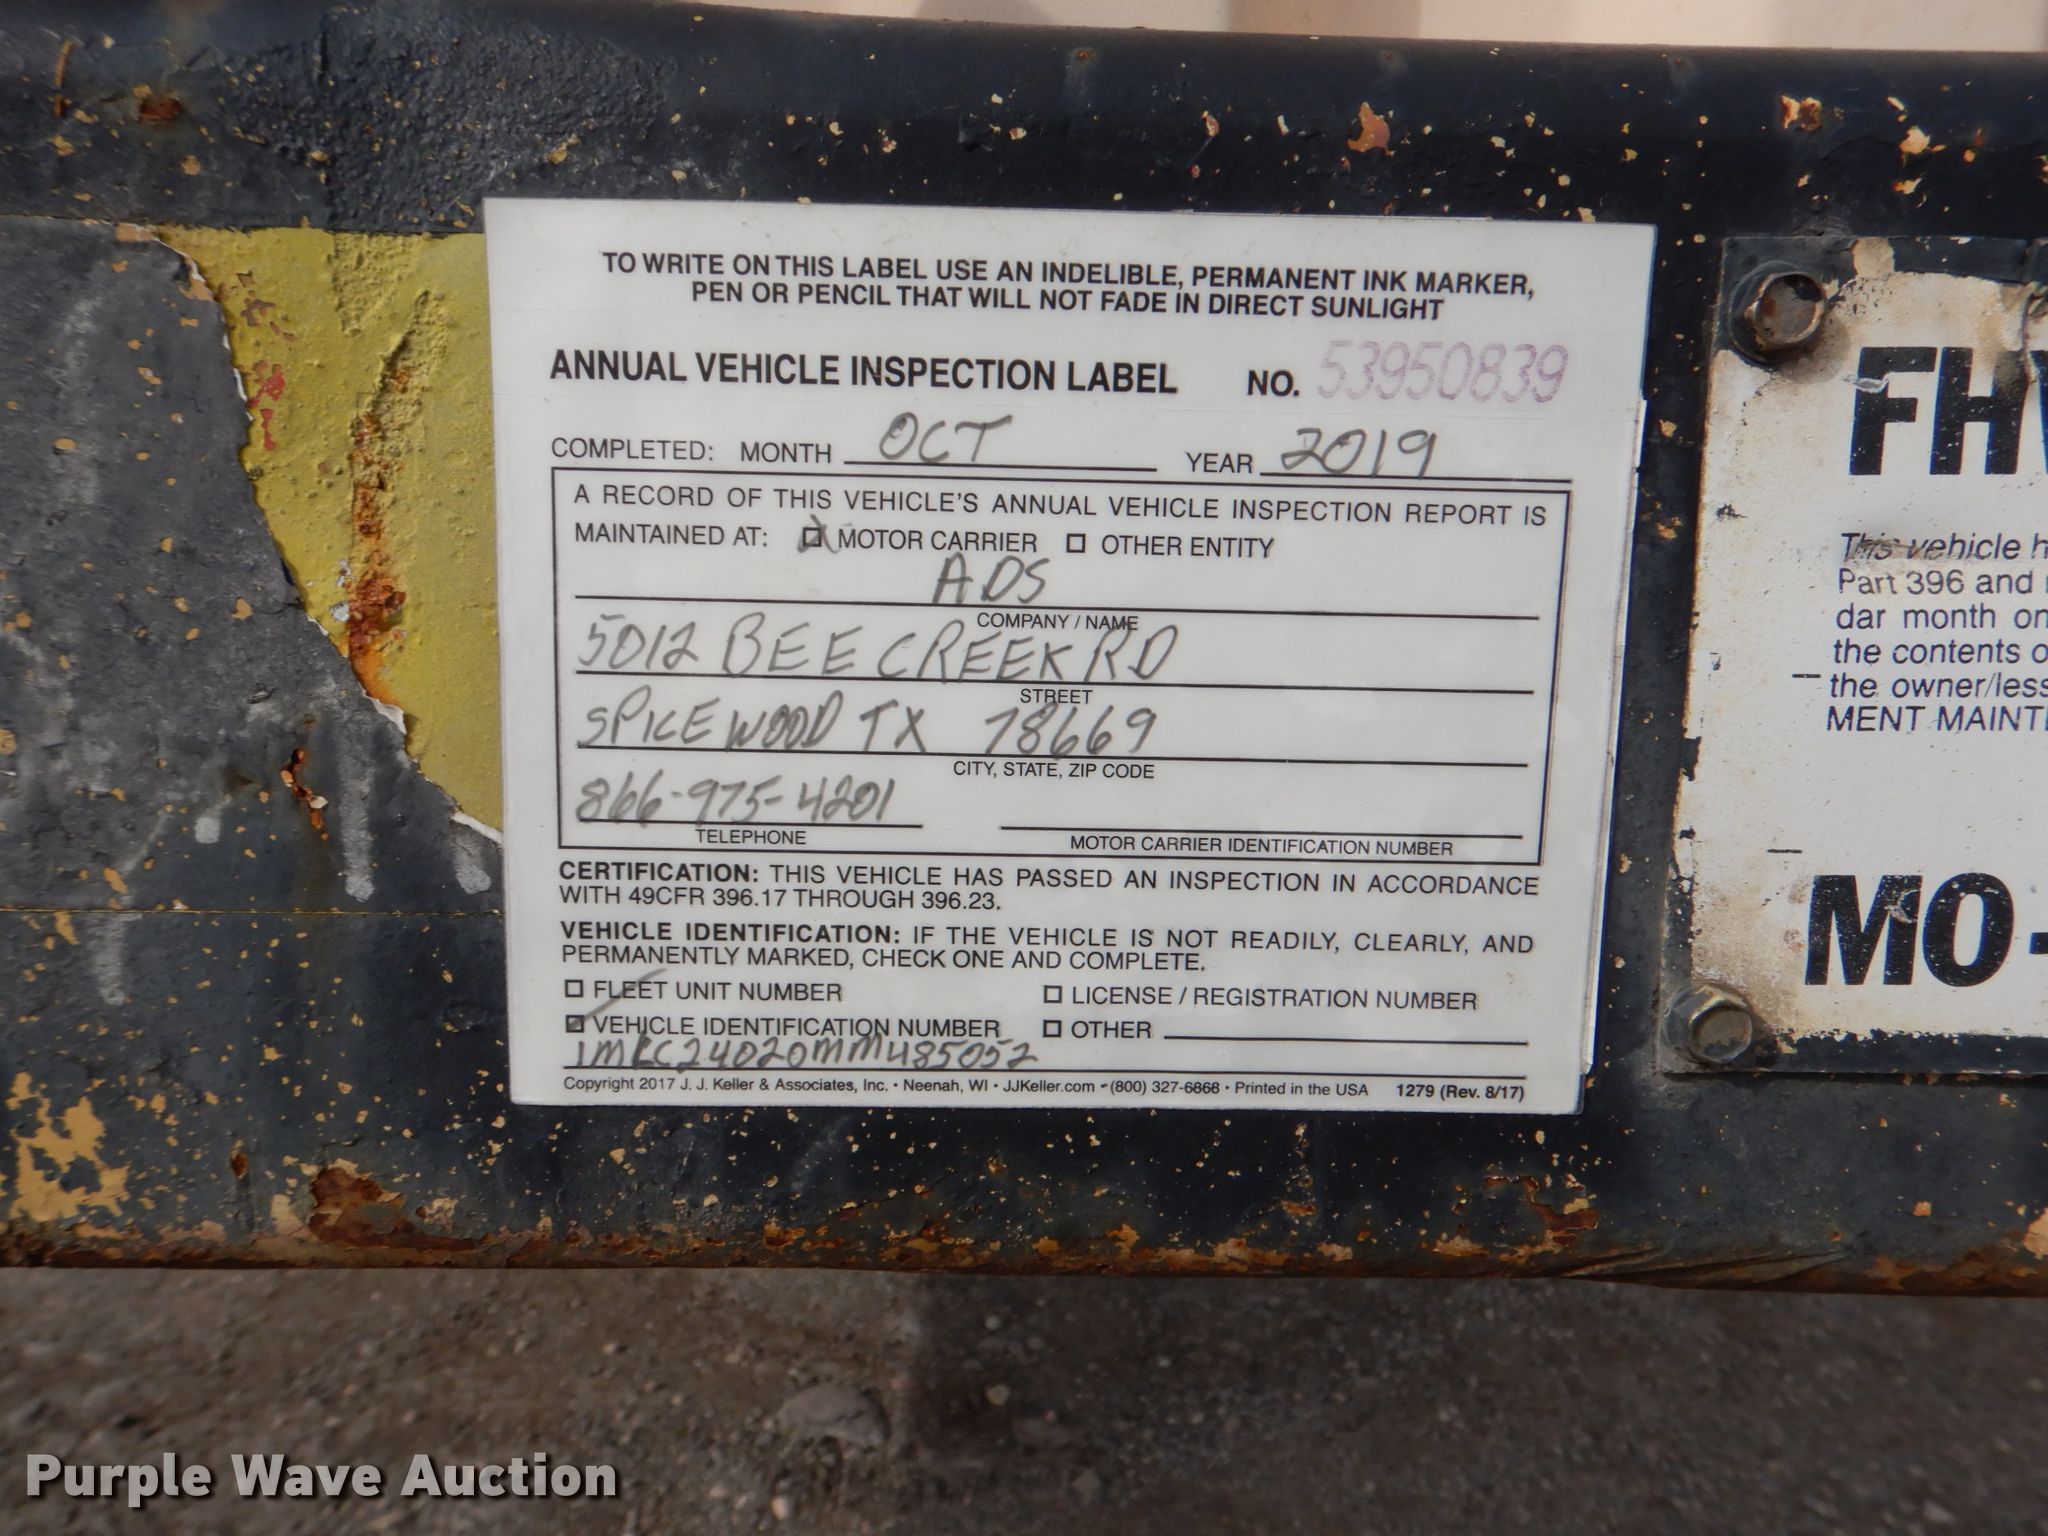 TO WRITE ON THIS LABEL USE AN INDELIBLE, PERMANENT INK MARKER,
PEN OR PENCIL THAT WILL NOT FADE IN DIRECT SUNLIGHT
ANNUAL VEHICLE INSPECTION LABEL NO. 53950839
COMPLETED: MONTH OCT YEAR 2019
A RECORD OF THIS VEHICLE'S ANNUAL VEHICLE INSPECTION REPORT IS
MAINTAINED AT: MOTOR CARRIER OTHER ENTITY
ADS
COMPANY / NAME
5012 BEE CREEK RD
STREET
SPICEWOOD TX 78669
CITY, STATE, ZIP CODE
866-975-4201
TELEPHONE MOTOR CARRIER IDENTIFICATION NUMBER
CERTIFICATION: THIS VEHICLE HAS PASSED AN INSPECTION IN ACCORDANCE
WITH 49CFR 396.17 THROUGH 396.23.
VEHICLE IDENTIFICATION: IF THE VEHICLE IS NOT READILY, CLEARLY, AND
PERMANENTLY MARKED, CHECK ONE AND COMPLETE.
FLEET UNIT NUMBER LICENSE / REGISTRATION NUMBER
VEHICLE IDENTIFICATION NUMBER OTHER
1MLC24020MM485052
Copyright 2017 J. J. Keller & Associates, Inc. • Neenah, WI • JJKeller.com • (800) 327-6868 • Printed in the USA 1279 (Rev. 8/17)
FH
This vehicle h
Part 396 and
dar month on
the contents o
the owner/less
MENT MAINT
MO-
Purple Wave Auction